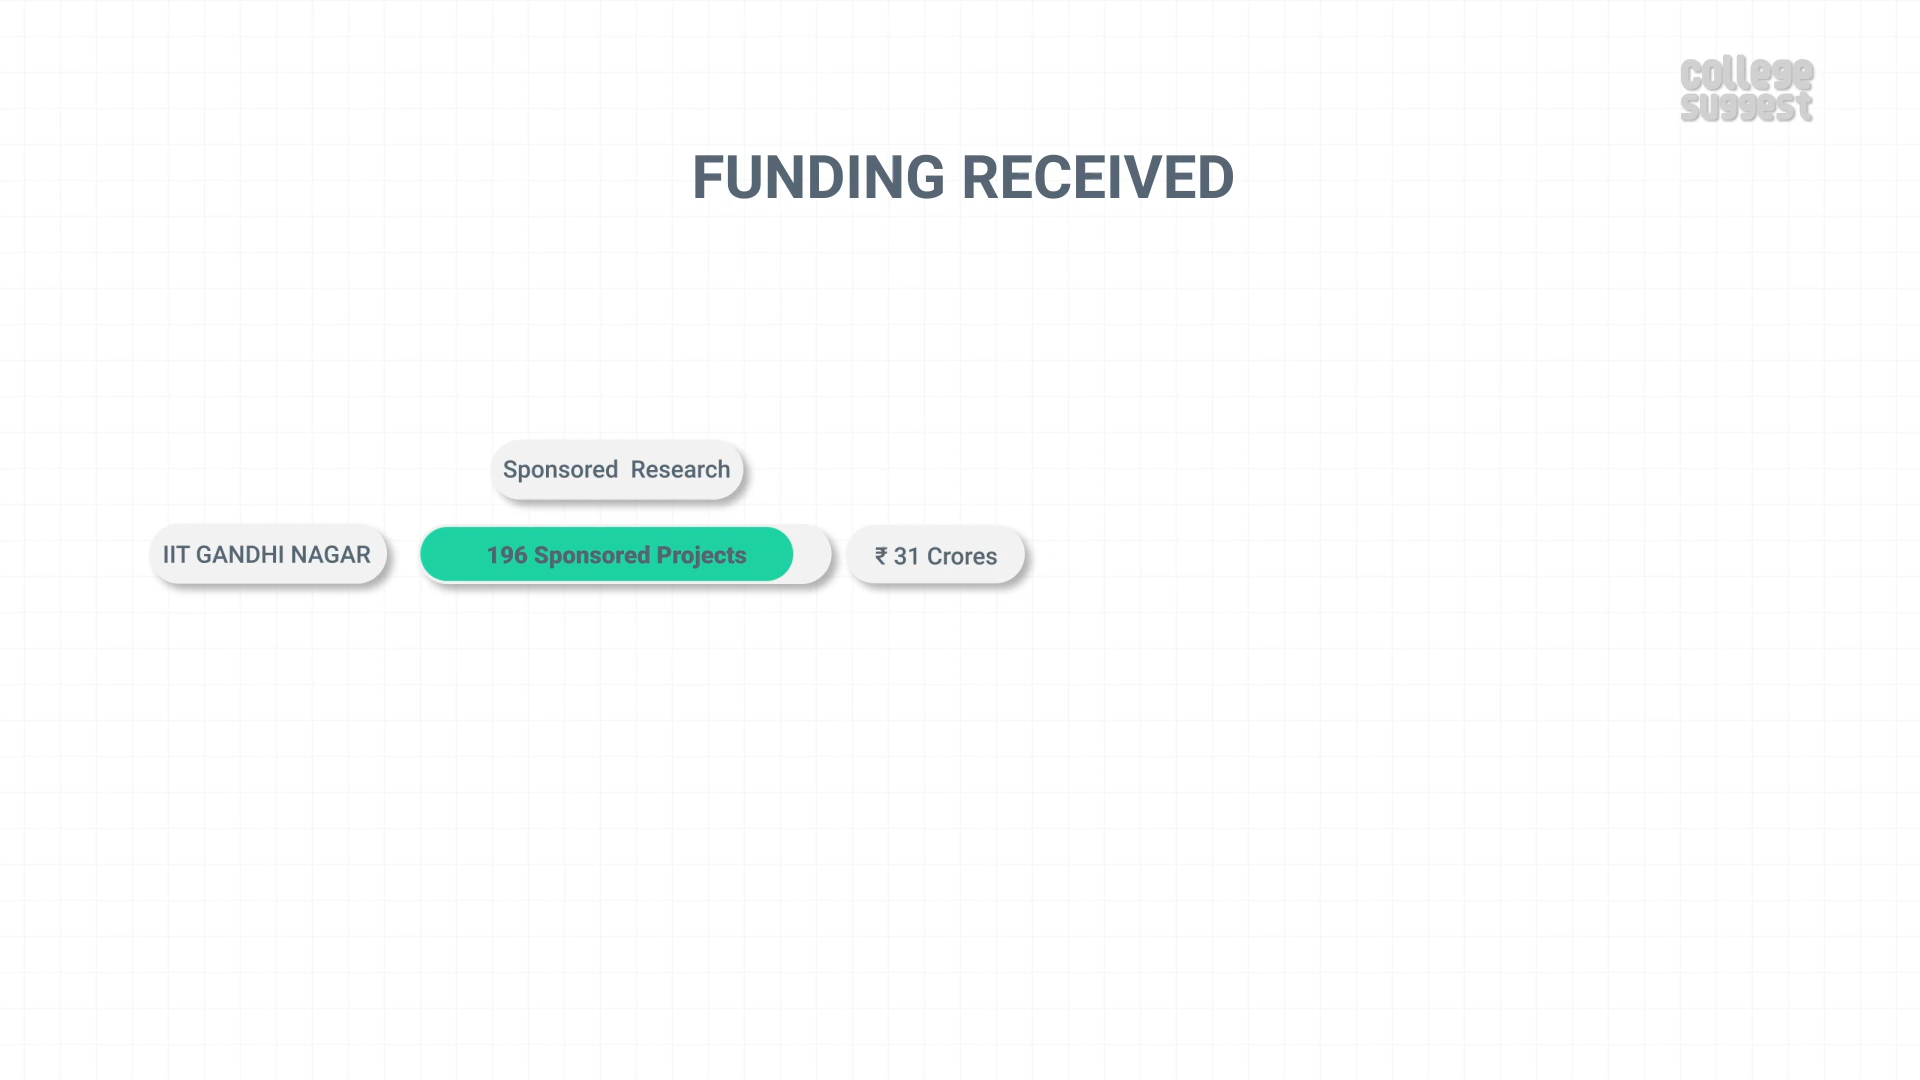 college
suggest
FUNDING RECEIVED
Sponsored Research
IIT GANDHI NAGAR
196 Sponsored Projects
₹ 31 Crores